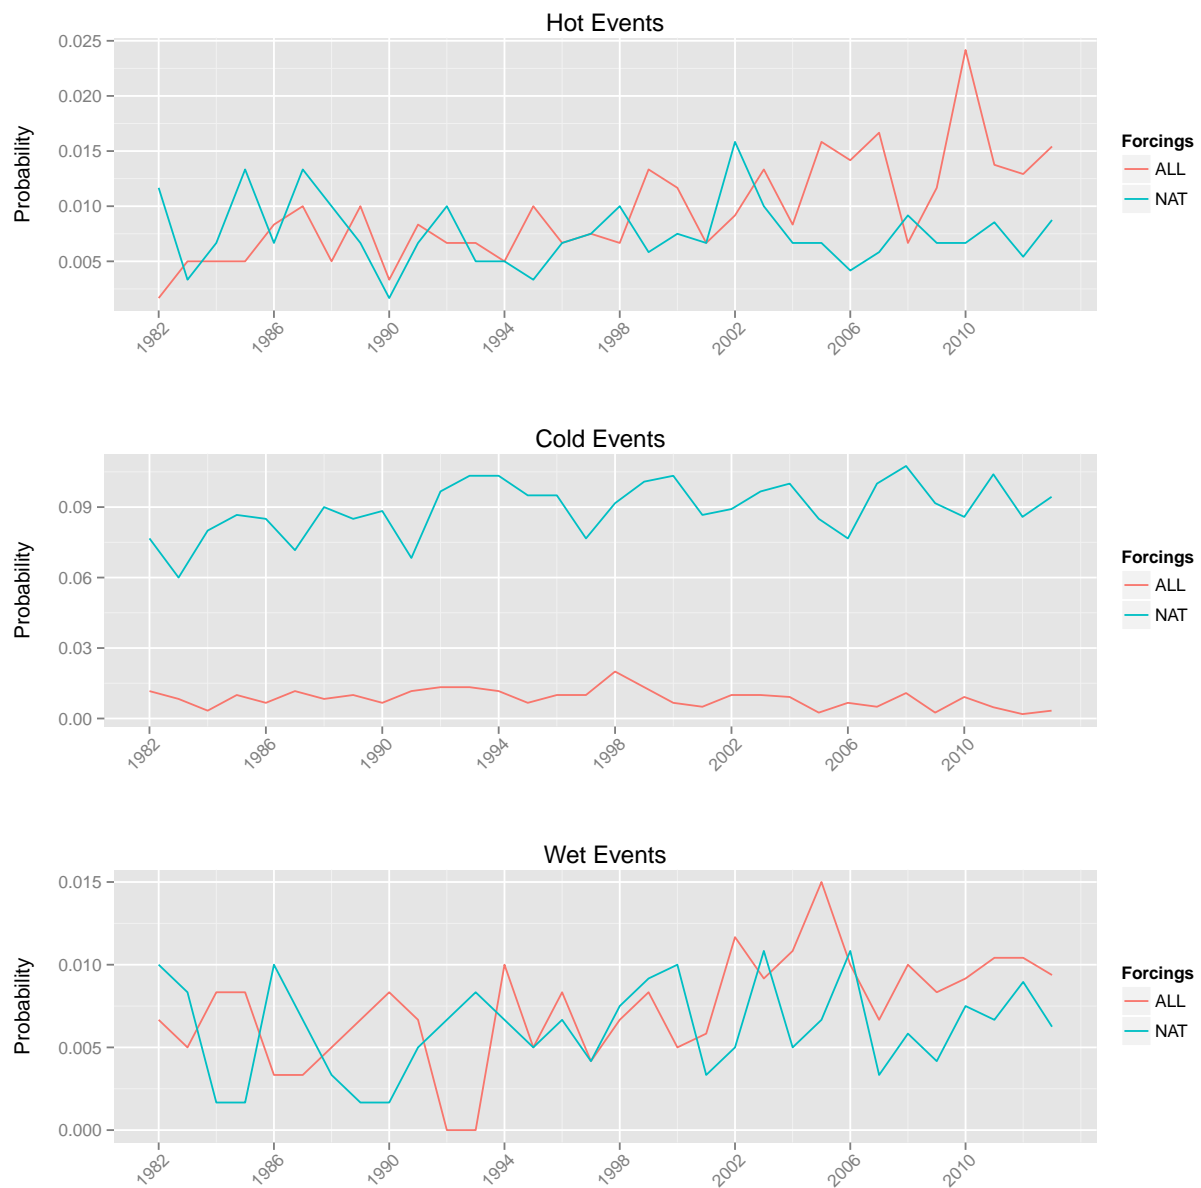 Hot Events
Probability
0.025
0.020
0.015
0.010
0.005
1982 1986 1990 1994 1998 2002 2006 2010
Forcings
ALL
NAT
Cold Events
Probability
0.09
0.06
0.03
0.00
1982 1986 1990 1994 1998 2002 2006 2010
Forcings
ALL
NAT
Wet Events
Probability
0.015
0.010
0.005
0.000
1982 1986 1990 1994 1998 2002 2006 2010
Forcings
ALL
NAT